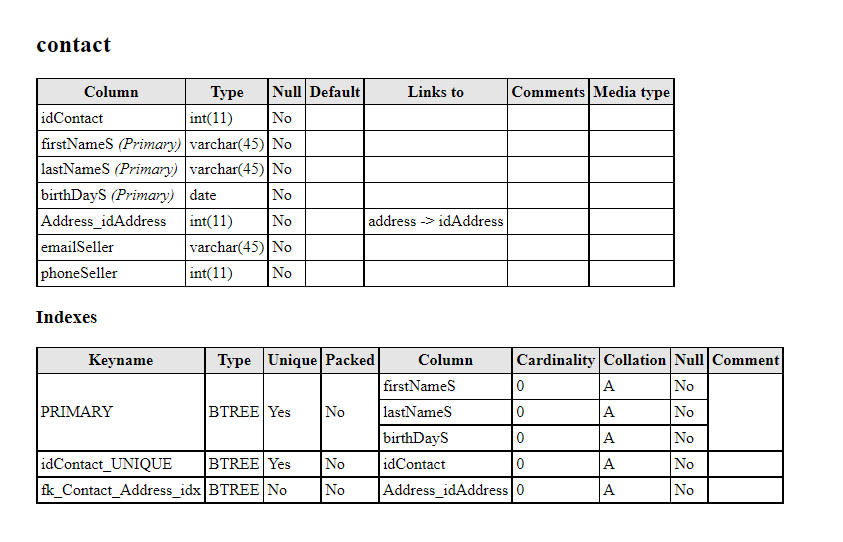 contact
Column Type Null Default Links to Comments Media type
idContact int(11) No
firstNameS (Primary) varchar(45) No
lastNameS (Primary) varchar(45) No
birthDayS (Primary) date No
Address_idAddress int(11) No address -> idAddress
emailSeller varchar(45) No
phoneSeller int(11) No
Indexes
Keyname Type Unique Packed Column Cardinality Collation Null Comment
firstNameS 0 A No
PRIMARY BTREE Yes No lastNameS 0 A No
birthDayS 0 A No
idContact_UNIQUE BTREE Yes No idContact 0 A No
fk_Contact_Address_idx BTREE No No Address_idAddress 0 A No